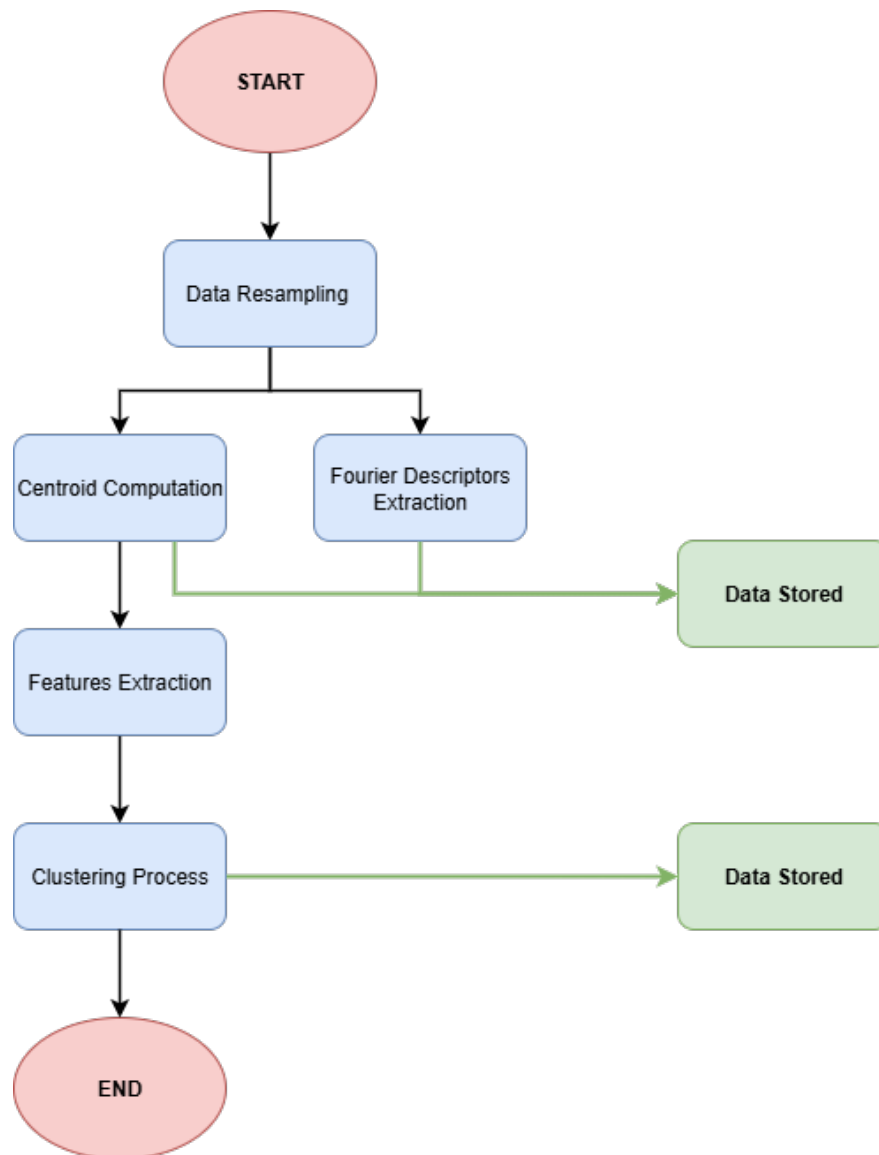 START
Data Resampling
Centroid Computation
Fourier Descriptors
Extraction
Data Stored
Features Extraction
Clustering Process
Data Stored
END